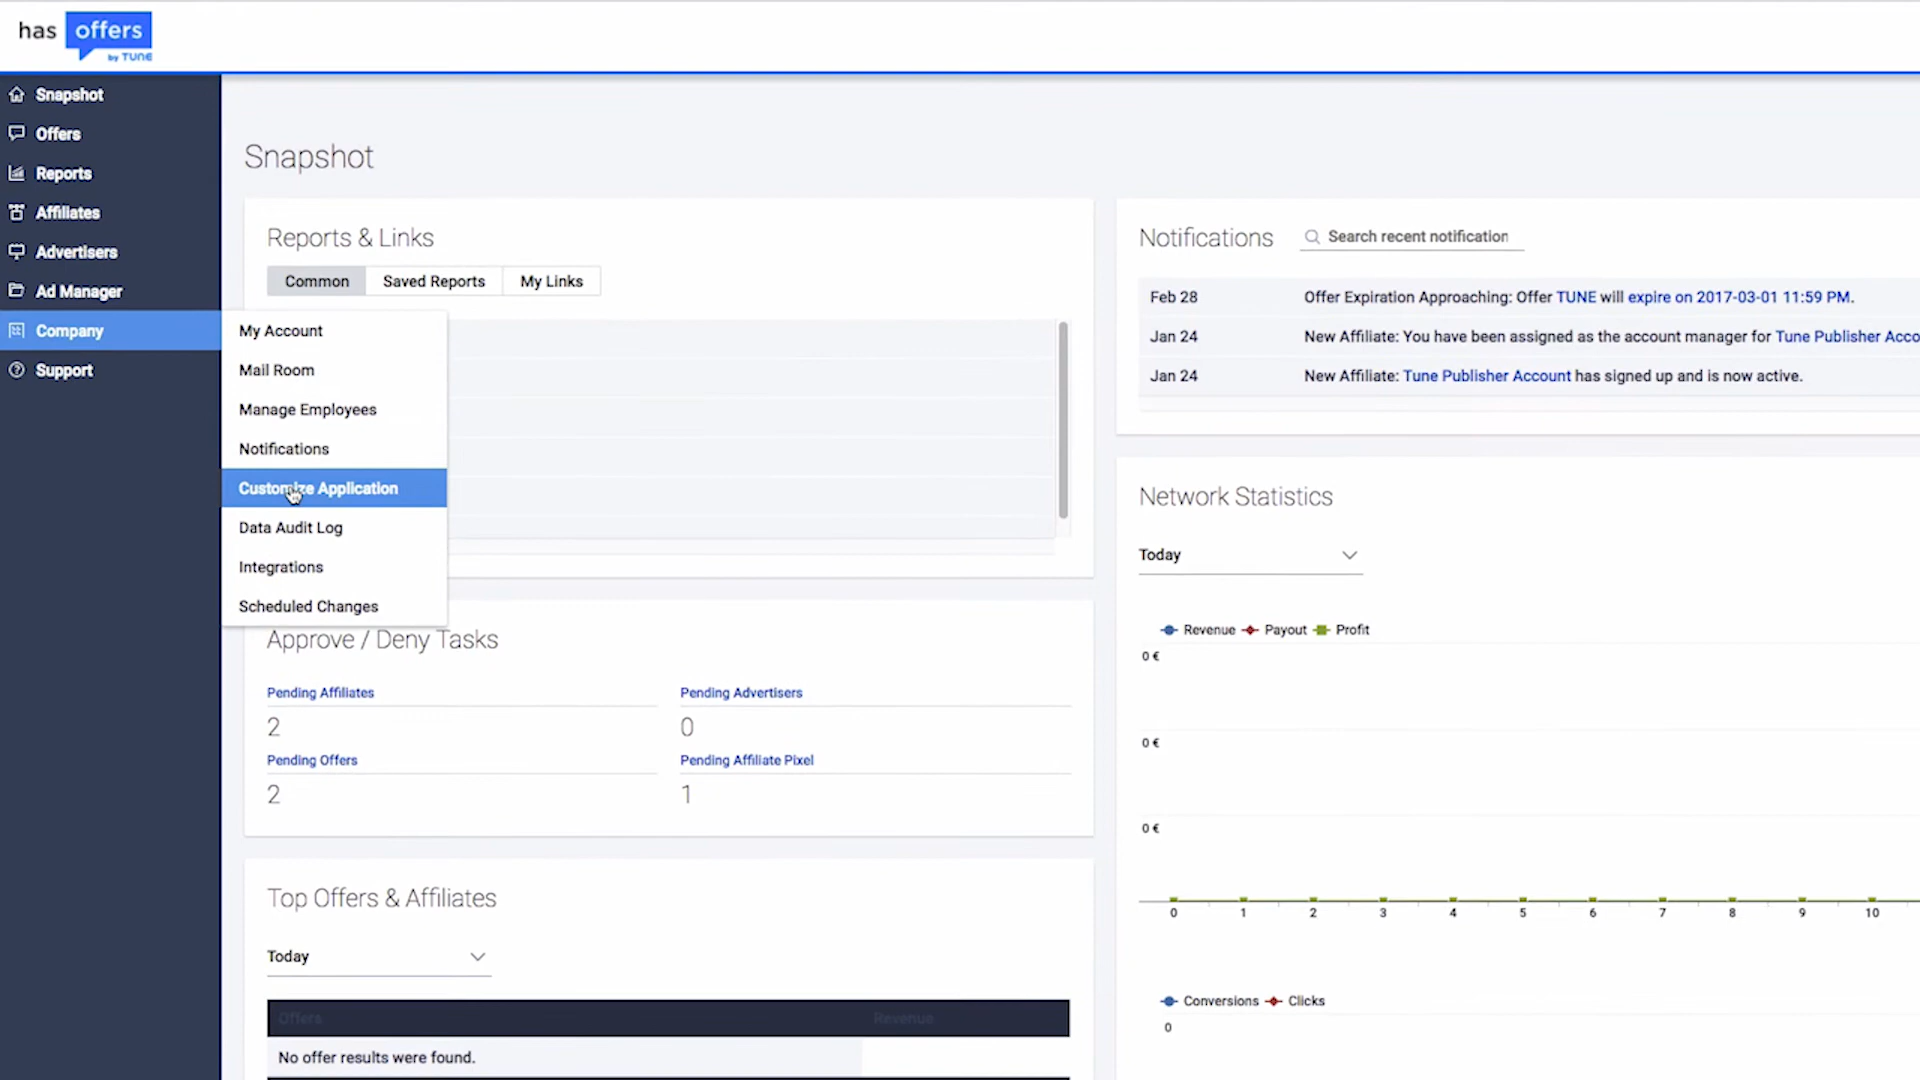 has offers
by TUNE
Snapshot
Offers
Reports
Affiliates
Advertisers
Ad Manager
Company
Support
My Account
Mail Room
Manage Employees
Notifications
Customize Application
Data Audit Log
Integrations
Scheduled Changes
Snapshot
Reports & Links
Common Saved Reports My Links
Approve / Deny Tasks
Pending Affiliates Pending Advertisers
2 0
Pending Offers Pending Affiliate Pixel
2 1
Top Offers & Affiliates
Today
Offers Revenue
No offer results were found.
Notifications Search recent notification
Feb 28 Offer Expiration Approaching: Offer TUNE will expire on 2017-03-01 11:59 PM.
Jan 24 New Affiliate: You have been assigned as the account manager for Tune Publisher Acco
Jan 24 New Affiliate: Tune Publisher Account has signed up and is now active.
Network Statistics
Today
Revenue Payout Profit
0 €
0 €
0 €
0 1 2 3 4 5 6 7 8 9 10
Conversions Clicks
0